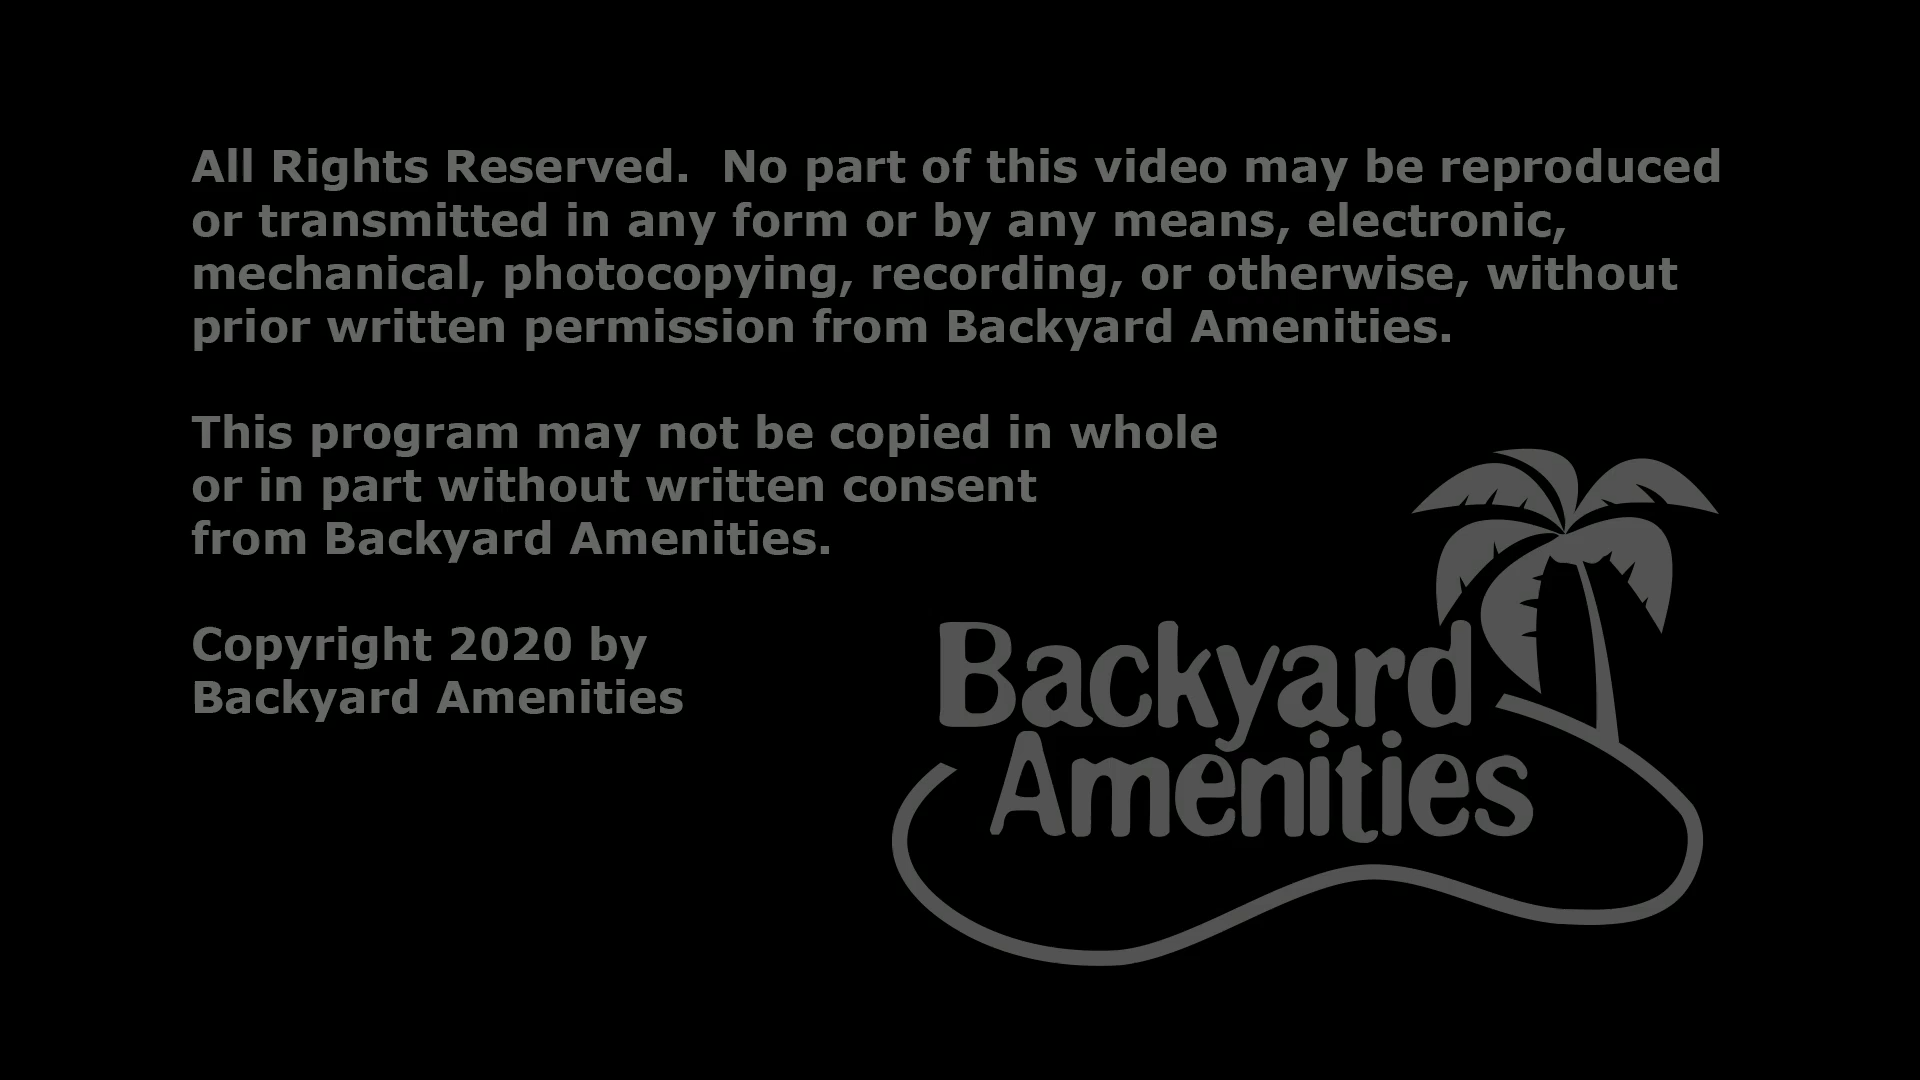 All Rights Reserved.  No part of this video may be reproduced
or transmitted in any form or by any means, electronic,
mechanical, photocopying, recording, or otherwise, without
prior written permission from Backyard Amenities.
This program may not be copied in whole
or in part without written consent
from Backyard Amenities.
Copyright 2020 by
Backyard Amenities
Backyard
Amenities